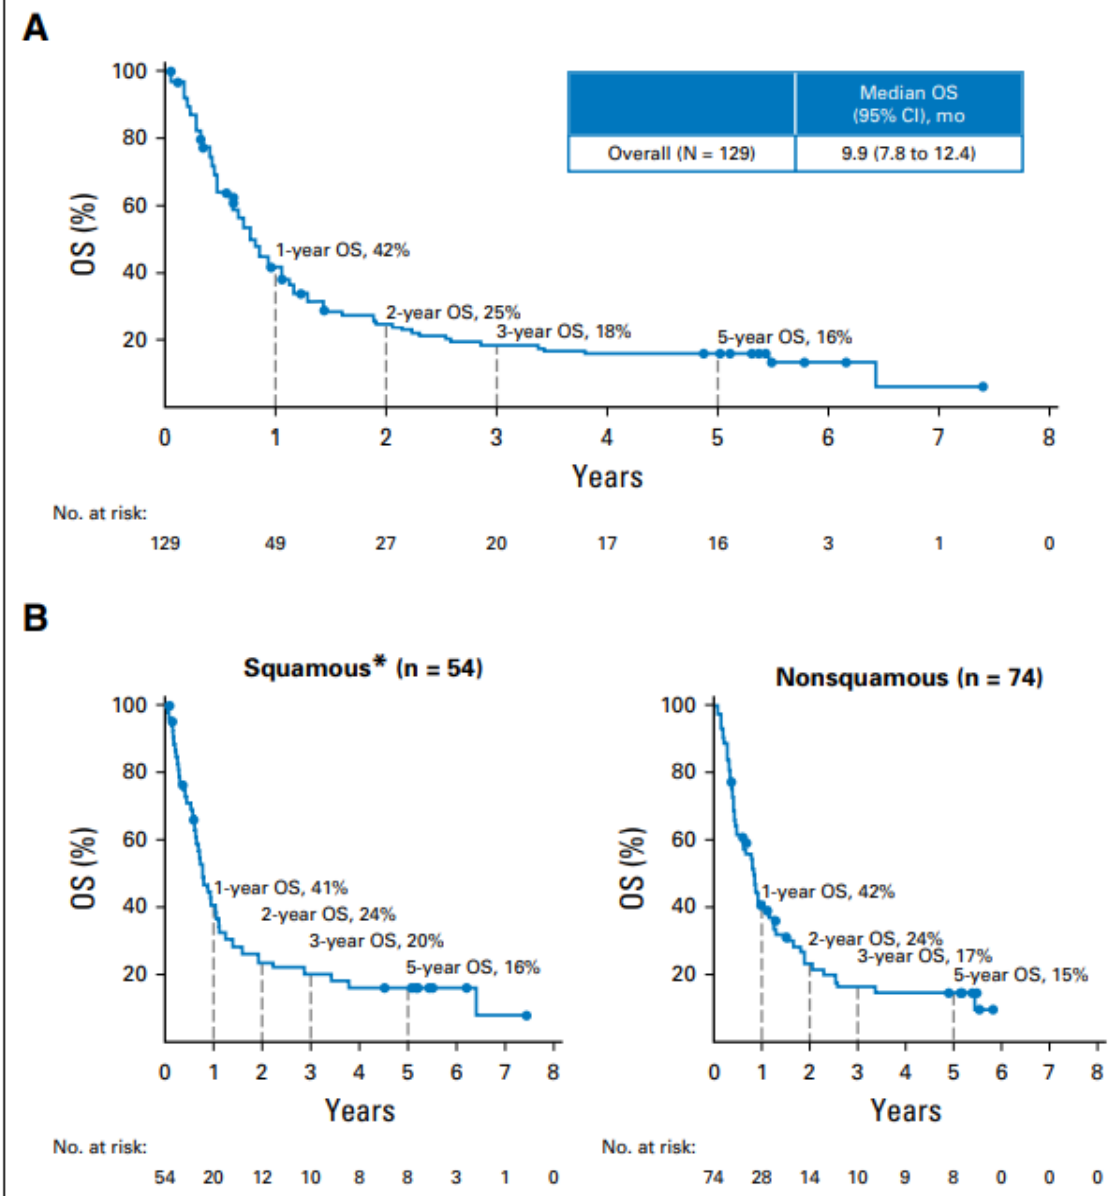 A
Median OS
(95% CI), mo
Overall (N = 129) 9.9 (7.8 to 12.4)
OS (%)
100
80
60
40
20
1-year OS, 42%
2-year OS, 25%
3-year OS, 18%
5-year OS, 16%
0 1 2 3 4 5 6 7 8
Years
No. at risk:
129 49 27 20 17 16 3 1 0
B
Squamous* (n = 54)
OS (%)
100
80
60
40
20
1-year OS, 41%
2-year OS, 24%
3-year OS, 20%
5-year OS, 16%
0 1 2 3 4 5 6 7 8
Years
No. at risk:
54 20 12 10 8 8 3 1 0
Nonsquamous (n = 74)
OS (%)
100
80
60
40
20
1-year OS, 42%
2-year OS, 24%
3-year OS, 17%
5-year OS, 15%
0 1 2 3 4 5 6 7 8
Years
No. at risk:
74 28 14 10 9 8 0 0 0